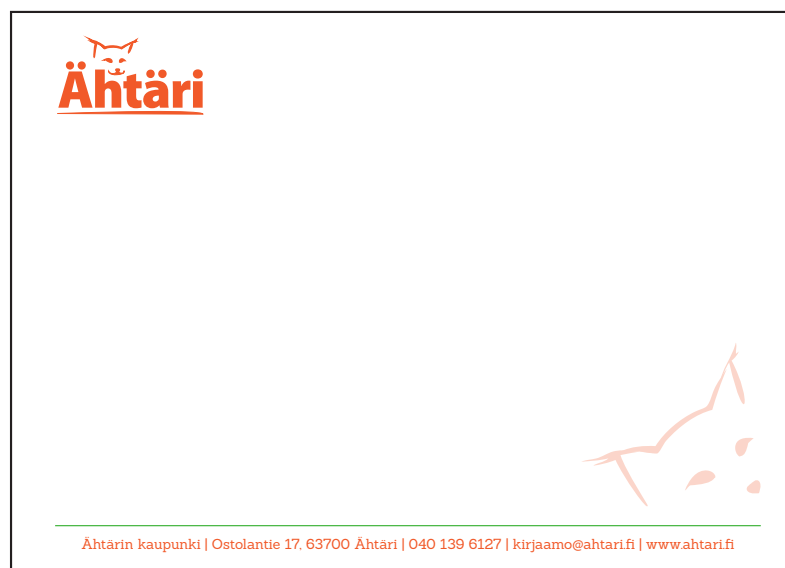 Ähtäri
Ähtärin kaupunki | Ostolantie 17, 63700 Ähtäri | 040 139 6127 | kirjaamo@ahtari.fi | www.ahtari.fi